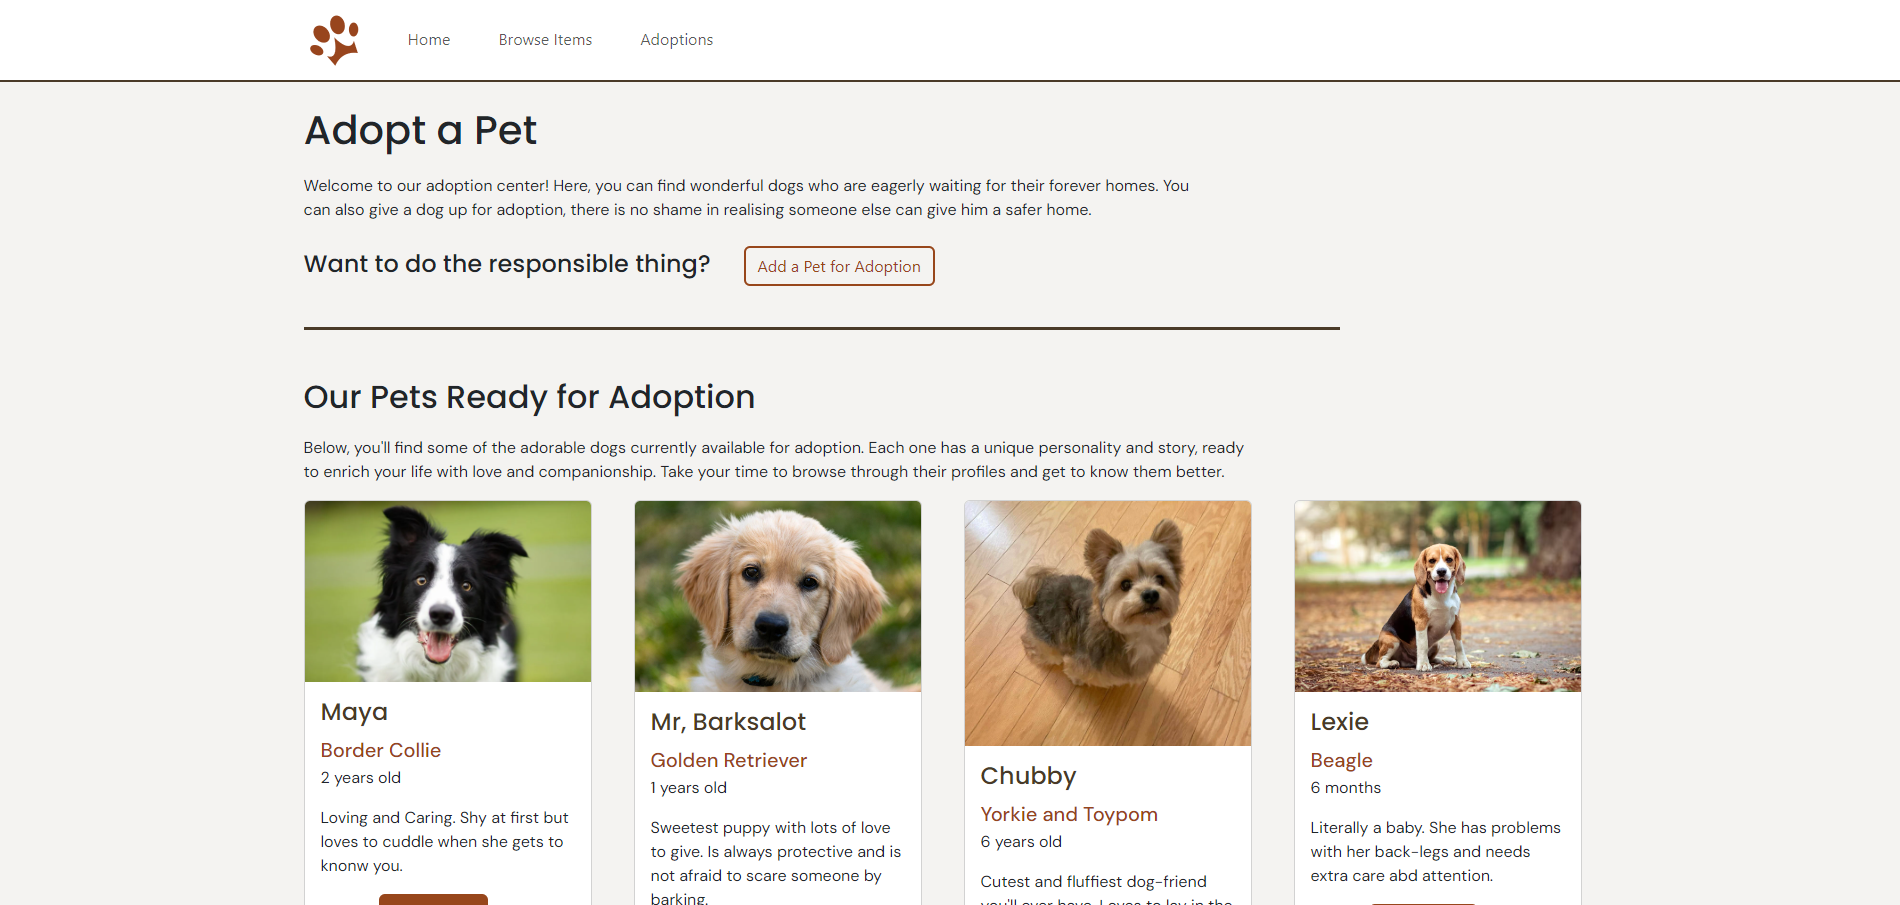 Home
Browse Items
Adoptions
Adopt a Pet
Welcome to our adoption center! Here, you can find wonderful dogs who are eagerly waiting for their forever homes. You
can also give a dog up for adoption, there is no shame in realising someone else can give him a safer home.
Want to do the responsible thing?
Add a Pet for Adoption
Our Pets Ready for Adoption
Below, you'll find some of the adorable dogs currently available for adoption. Each one has a unique personality and story, ready
to enrich your life with love and companionship. Take your time to browse through their profiles and get to know them better.
Maya
Border Collie
2 years old
Loving and Caring. Shy at first but
loves to cuddle when she gets to
knonw you.
Mr, Barksalot
Golden Retriever
1 years old
Sweetest puppy with lots of love
to give. Is always protective and is
not afraid to scare someone by
barking.
Chubby
Yorkie and Toypom
6 years old
Cutest and fluffiest dog-friend
you'll ever have. Loves to lay in the
Lexie
Beagle
6 months
Literally a baby. She has problems
with her back-legs and needs
extra care abd attention.